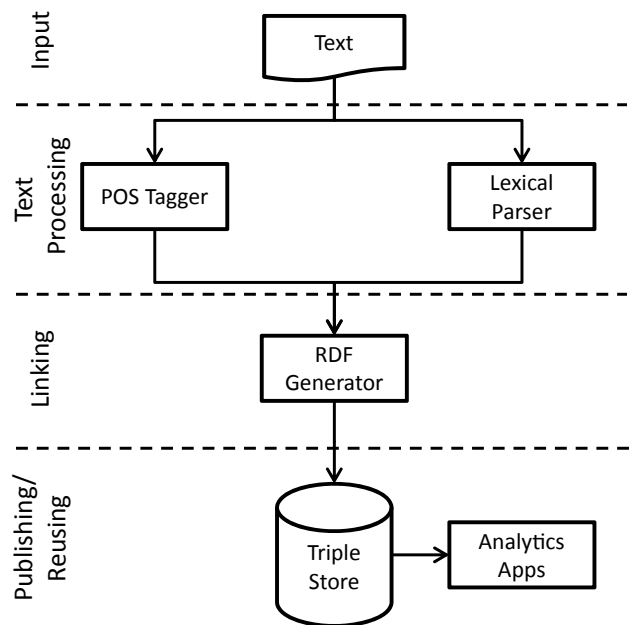 Input
Text
Text
Processing
POS Tagger
Lexical
Parser
Linking
RDF
Generator
Publishing/
Reusing
Triple
Store
Analytics
Apps